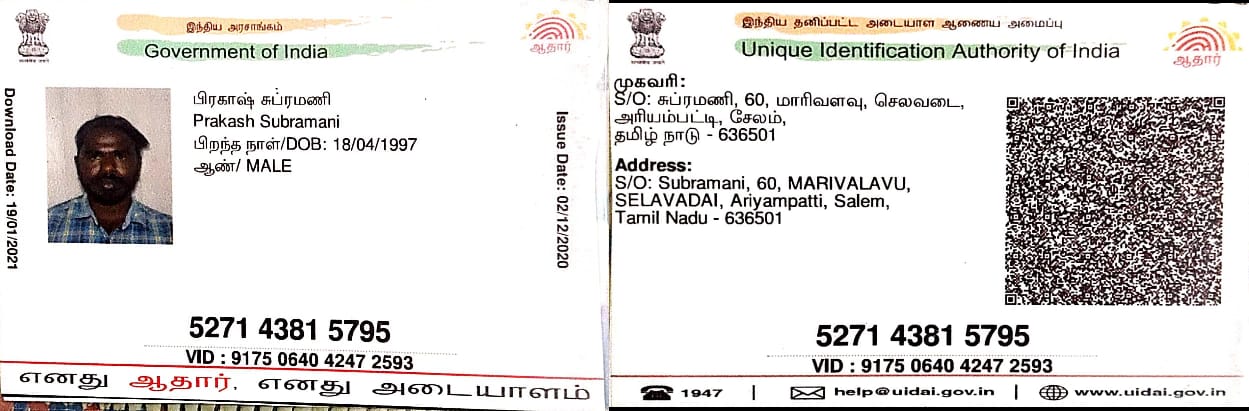 இந்திய அரசாங்கம்
Government of India
ஆதார்
Download Date: 19/01/2021
பிரகாஷ் சுப்ரமணி
Prakash Subramani
பிறந்த நாள்/DOB: 18/04/1997
ஆண்/ MALE
Issue Date: 02/12/2020
5271 4381 5795
VID : 9175 0640 4247 2593
எனது ஆதார், எனது அடையாளம்
இந்திய தனிப்பட்ட அடையாள ஆணைய அமைப்பு
Unique Identification Authority of India
ஆதார்
முகவரி:
S/O: சுப்ரமணி, 60, மாரிவளவு, செலவடை,
அரியம்பட்டி, சேலம்,
தமிழ் நாடு - 636501
Address:
S/O: Subramani, 60, MARIVALAVU,
SELAVADAI, Ariyampatti, Salem,
Tamil Nadu - 636501
5271 4381 5795
VID : 9175 0640 4247 2593
1947 | help@uidai.gov.in | www.uidai.gov.in